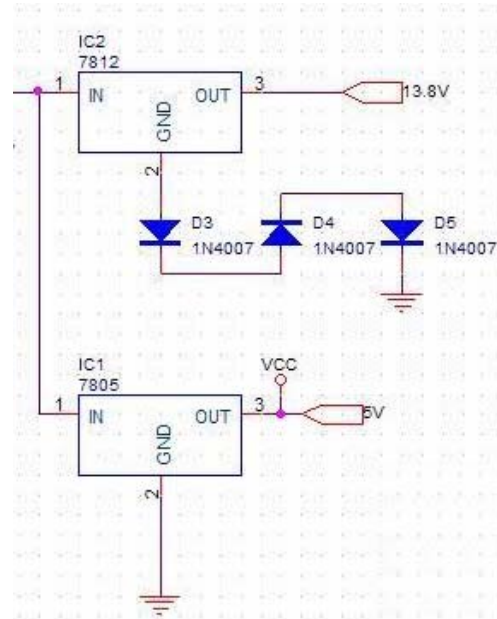 IC2
7812
1
IN
OUT
3
13.8V
GND
2
D3
1N4007
D4
1N4007
D5
1N4007
IC1
7805
VCC
1
IN
OUT
3
5V
GND
2